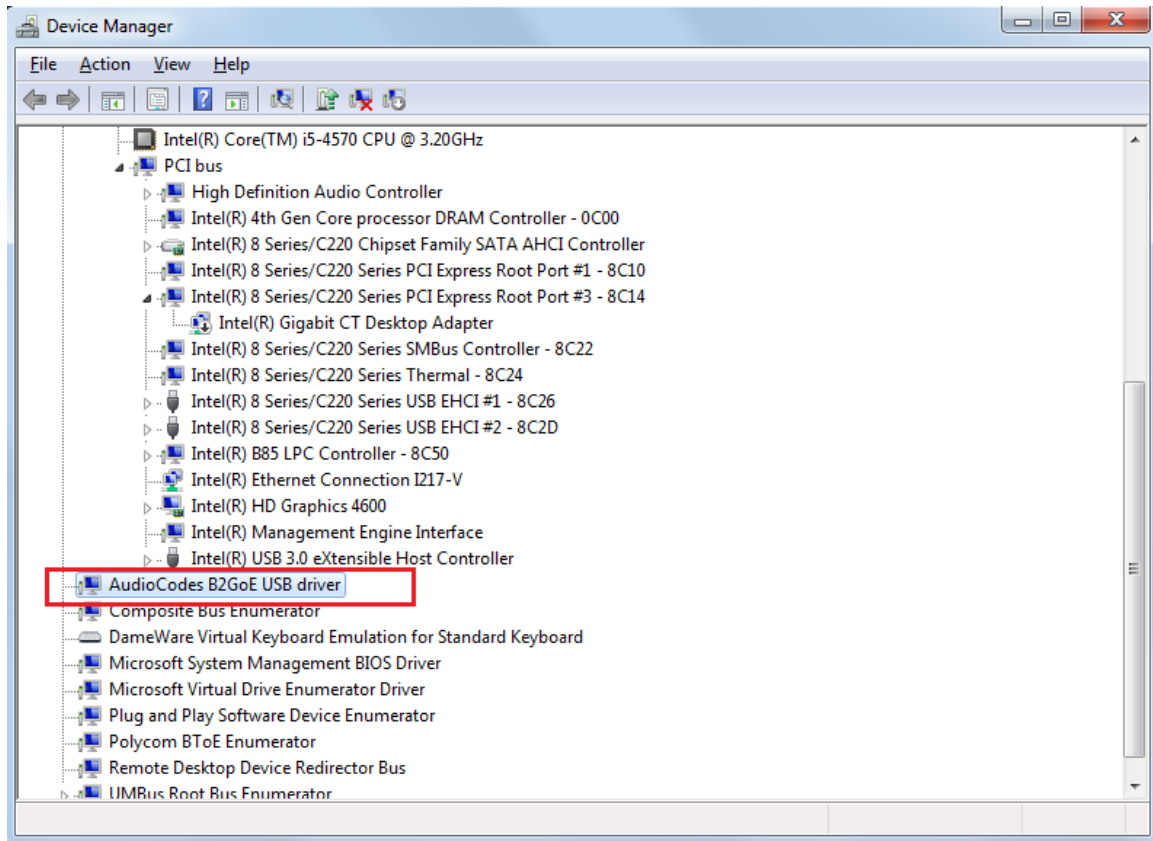 Device Manager
File Action View Help
Intel(R) Core(TM) i5-4570 CPU @ 3.20GHz
PCI bus
High Definition Audio Controller
Intel(R) 4th Gen Core processor DRAM Controller - 0C00
Intel(R) 8 Series/C220 Chipset Family SATA AHCI Controller
Intel(R) 8 Series/C220 Series PCI Express Root Port #1 - 8C10
Intel(R) 8 Series/C220 Series PCI Express Root Port #3 - 8C14
Intel(R) Gigabit CT Desktop Adapter
Intel(R) 8 Series/C220 Series SMBus Controller - 8C22
Intel(R) 8 Series/C220 Series Thermal - 8C24
Intel(R) 8 Series/C220 Series USB EHCI #1 - 8C26
Intel(R) 8 Series/C220 Series USB EHCI #2 - 8C2D
Intel(R) B85 LPC Controller - 8C50
Intel(R) Ethernet Connection I217-V
Intel(R) HD Graphics 4600
Intel(R) Management Engine Interface
Intel(R) USB 3.0 eXtensible Host Controller
AudioCodes B2GoE USB driver
Composite Bus Enumerator
DameWare Virtual Keyboard Emulation for Standard Keyboard
Microsoft System Management BIOS Driver
Microsoft Virtual Drive Enumerator Driver
Plug and Play Software Device Enumerator
Polycom BToE Enumerator
Remote Desktop Device Redirector Bus
UMBus Root Bus Enumerator